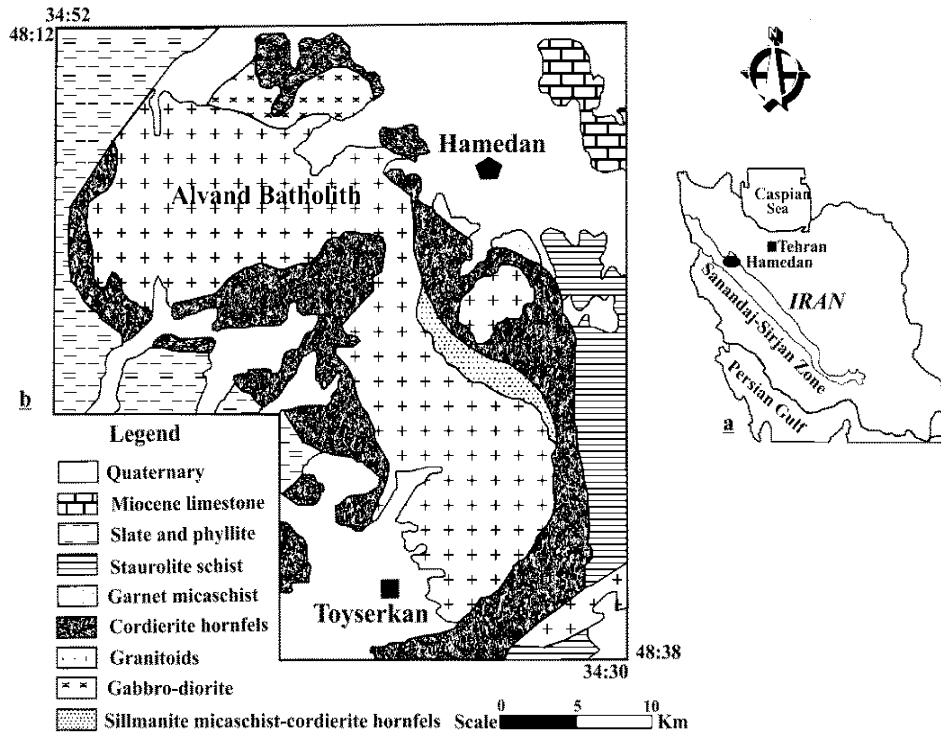 34:52
48:12
Hamedan
Alvand Batholith
Toyserkan
48:38
34:30
b
Legend
Quaternary
Miocene limestone
Slate and phyllite
Staurolite schist
Garnet micaschist
Cordierite hornfels
Granitoids
Gabbro-diorite
Sillmanite micaschist-cordierite hornfels
Scale
0 5 10
Km
N
Caspian
Sea
Tehran
Hamedan
IRAN
Sanandaj-Sirjan Zone
Persian Gulf
a